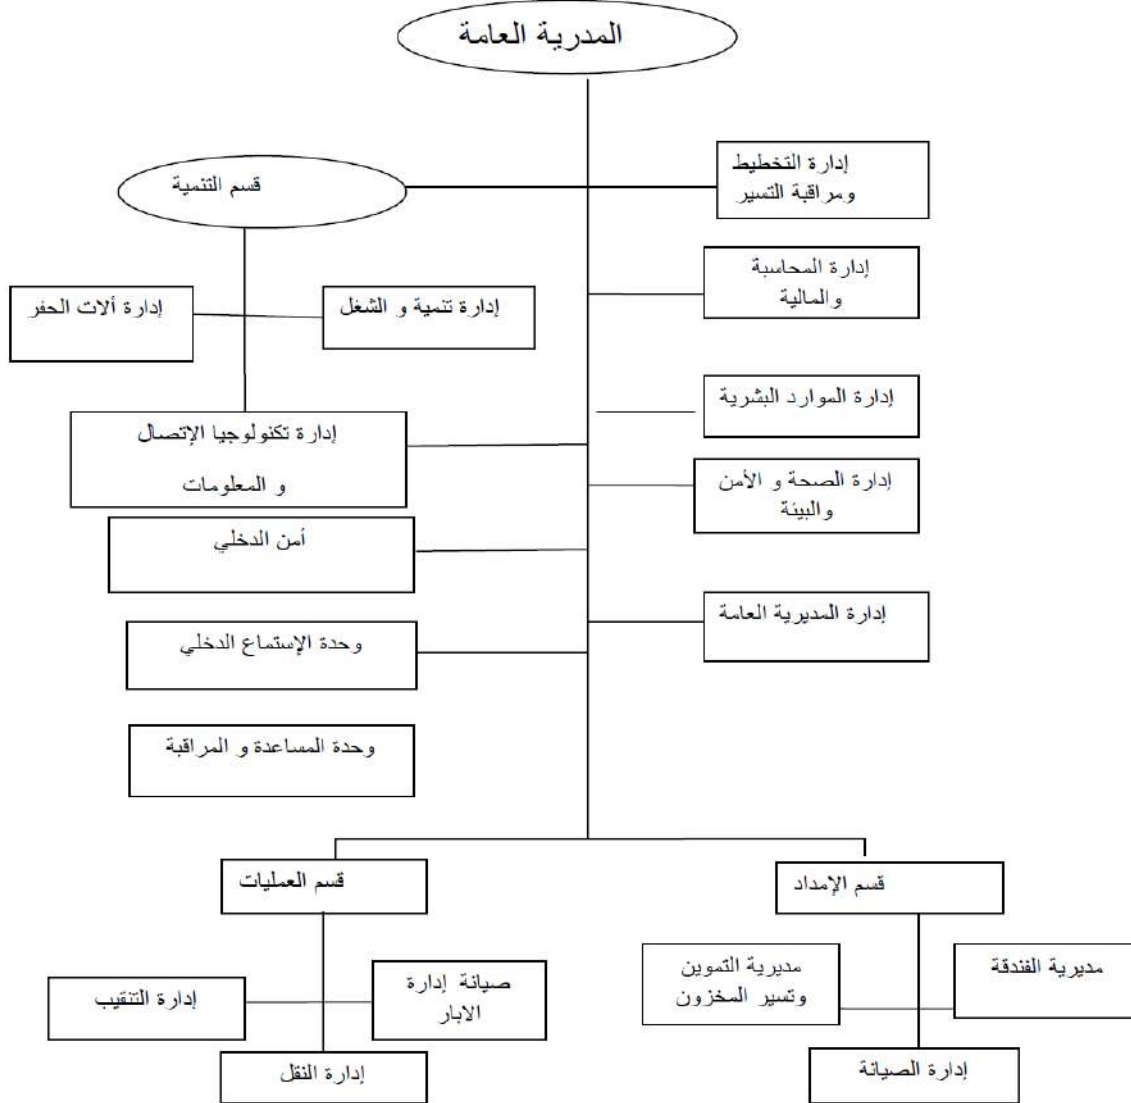 المدرية العامة
إدارة التخطيط
ومراقبة التسير
قسم التنمية
إدارة المحاسبة
والمالية
إدارة تنمية و الشغل
إدارة ألات الحفر
إدارة الموارد البشرية
إدارة تكنولوجيا الإتصال
و المعلومات
إدارة الصحة و الأمن
والبيئة
أمن الدخلي
إدارة المديرية العامة
وحدة الإستماع الدخلي
وحدة المساعدة و المراقبة
قسم الإمداد
قسم العمليات
مديرية الفندقة
مديرية التموين
وتسير المخزون
صيانة إدارة
الابار
إدارة التنقيب
إدارة الصيانة
إدارة النقل